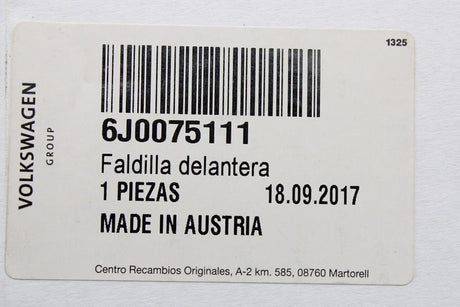 1325
VOLKSWAGEN
GROUP
6J0075111
Faldilla delantera
1 PIEZAS 18.09.2017
MADE IN AUSTRIA
Centro Recambios Originales, A-2 km. 585, 08760 Martorell